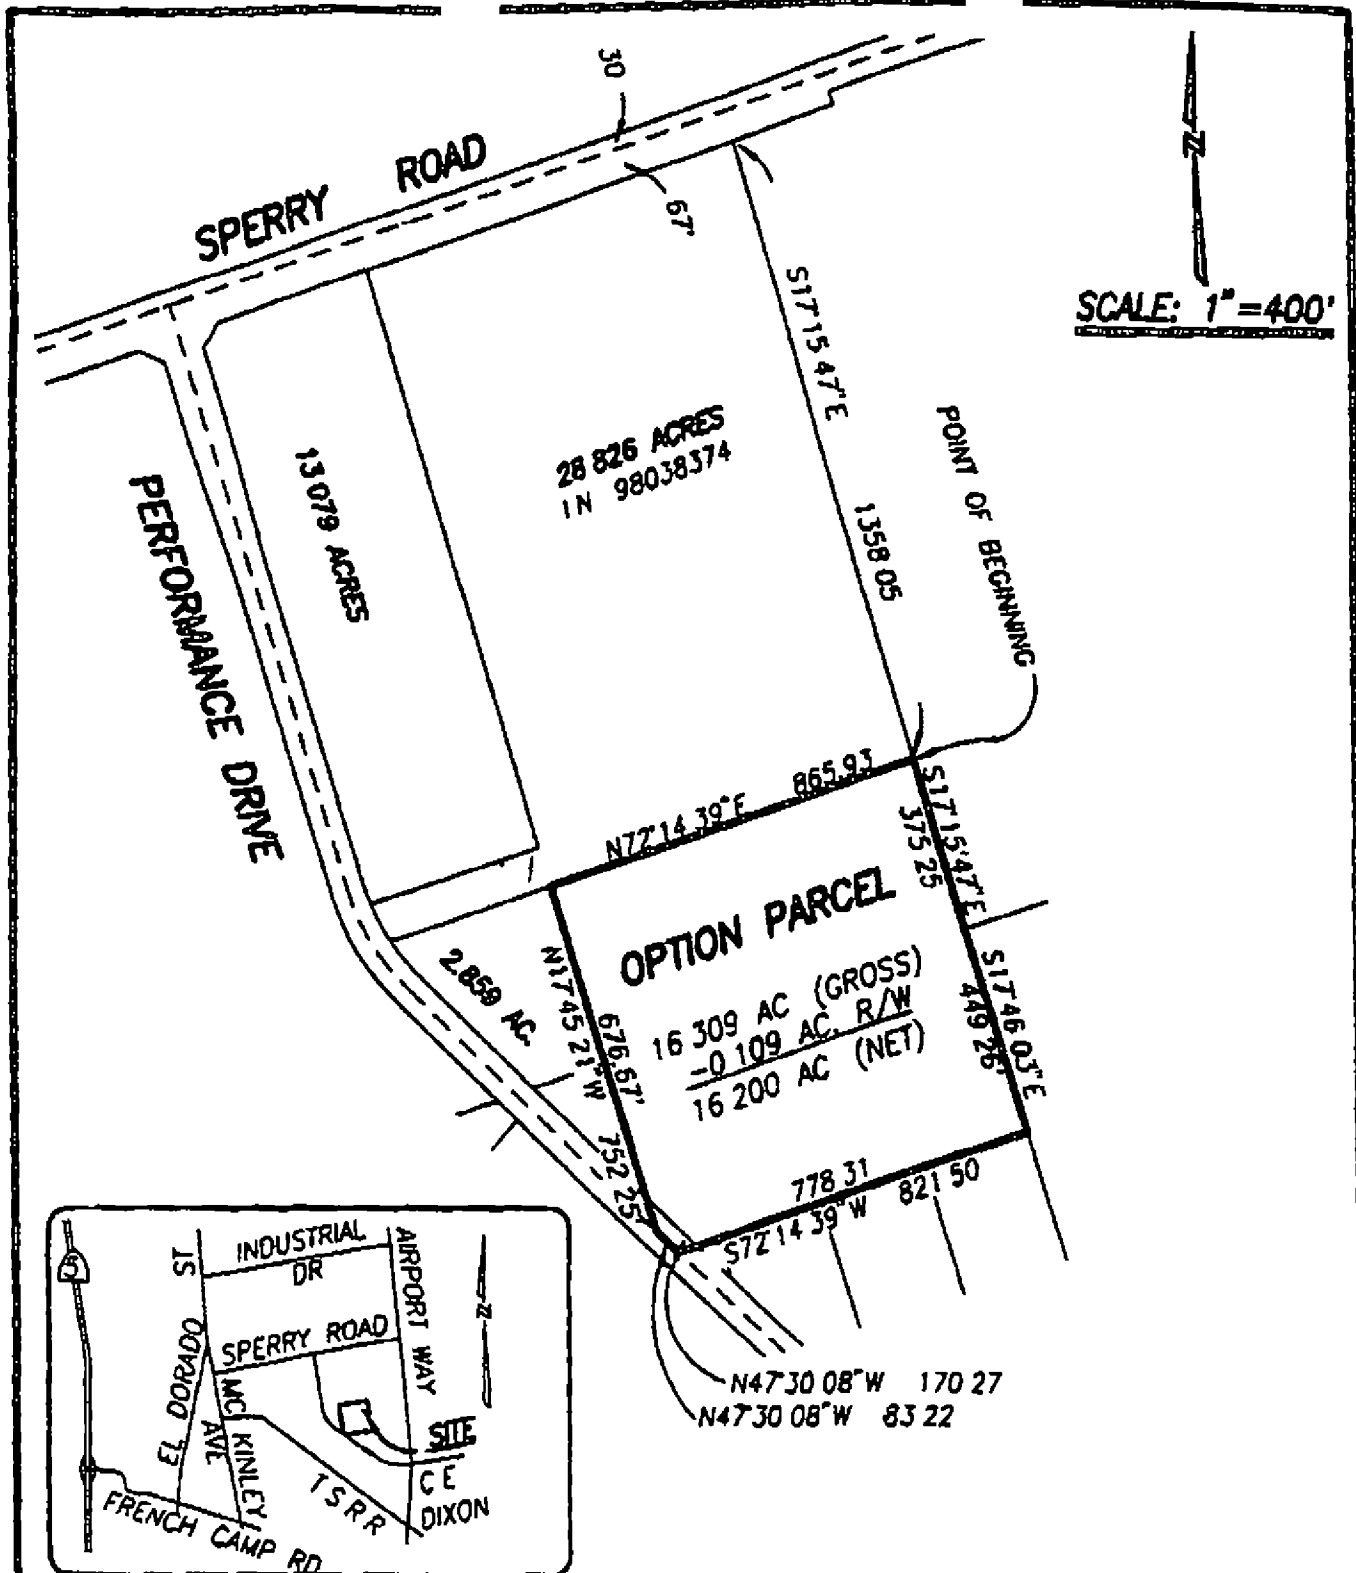 30
SPERRY ROAD
67'
N
SCALE: 1"=400'
S17°15 47"E
1358 05
28 826 ACRES
IN 98038374
13 079 ACRES
PERFORMANCE DRIVE
POINT OF BEGINNING
N72°14 39"E 865.93
S17°15'47"E
375 25
OPTION PARCEL
16 309 AC (GROSS)
-0 109 AC. R/W
16 200 AC (NET)
S17°46 03"E
449 26'
2.859 AC.
N17°45 21"W
676.67'
752 25'
778 31
S72°14 39"W 821 50
N47°30 08"W 170 27
N47°30 08"W 83 22
5
EL DORADO ST
INDUSTRIAL
DR
AIRPORT WAY
N
SPERRY ROAD
MC KINLEY
AVE
SITE
T S R R
C E
DIXON
FRENCH CAMP RD